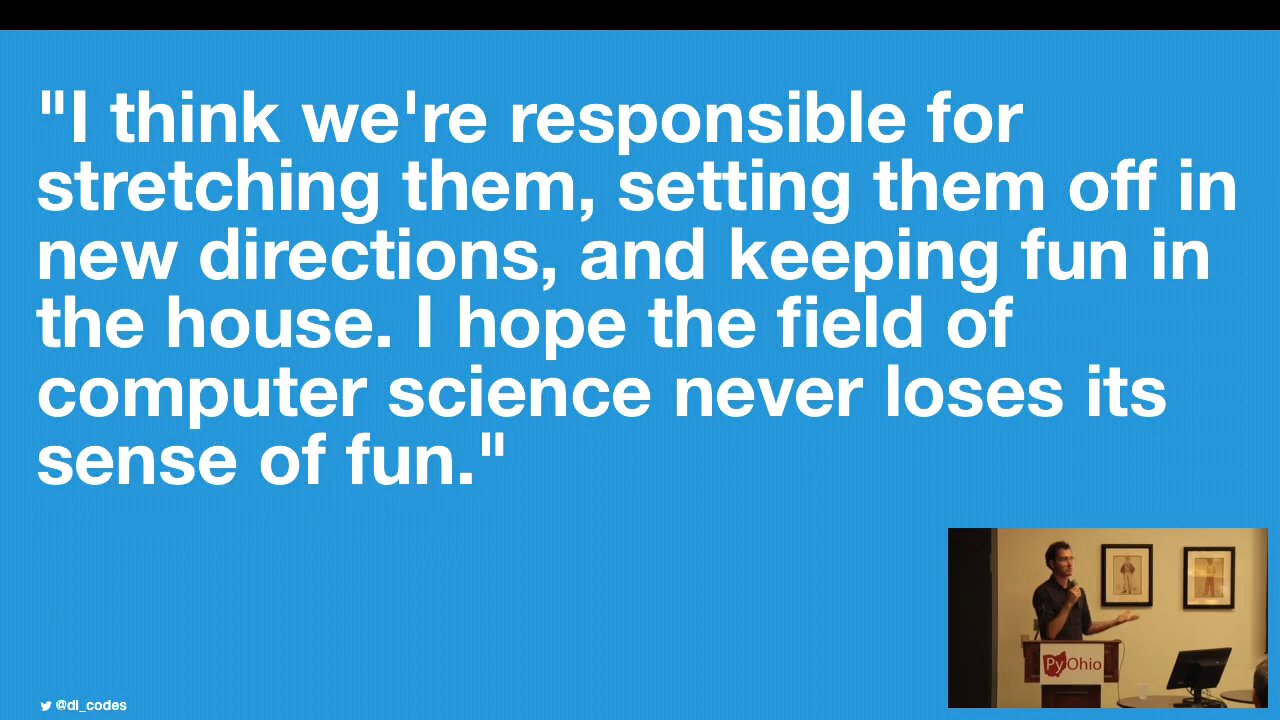 "I think we're responsible for
stretching them, setting them off in
new directions, and keeping fun in
the house. I hope the field of
computer science never loses its
sense of fun."
PyOhio
@di_codes